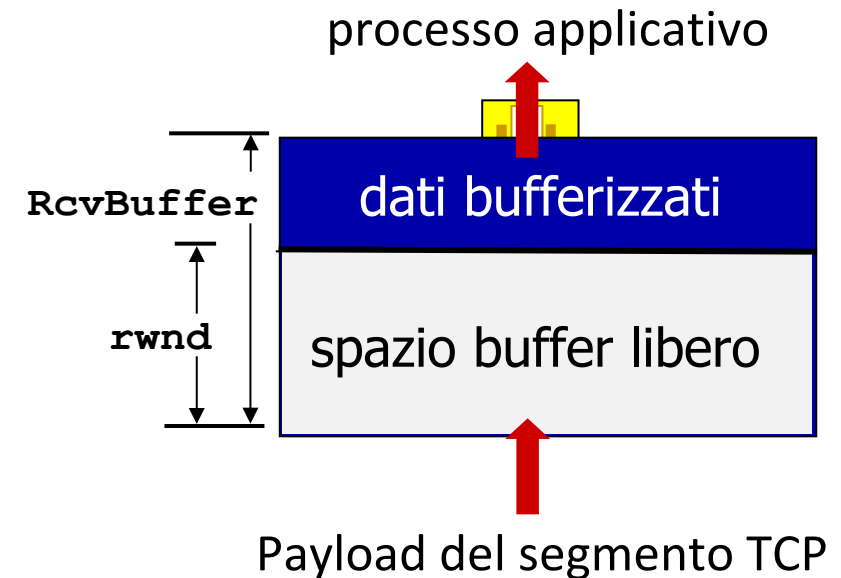 processo applicativo
RcvBuffer
dati bufferizzati
rwnd
spazio buffer libero
Payload del segmento TCP